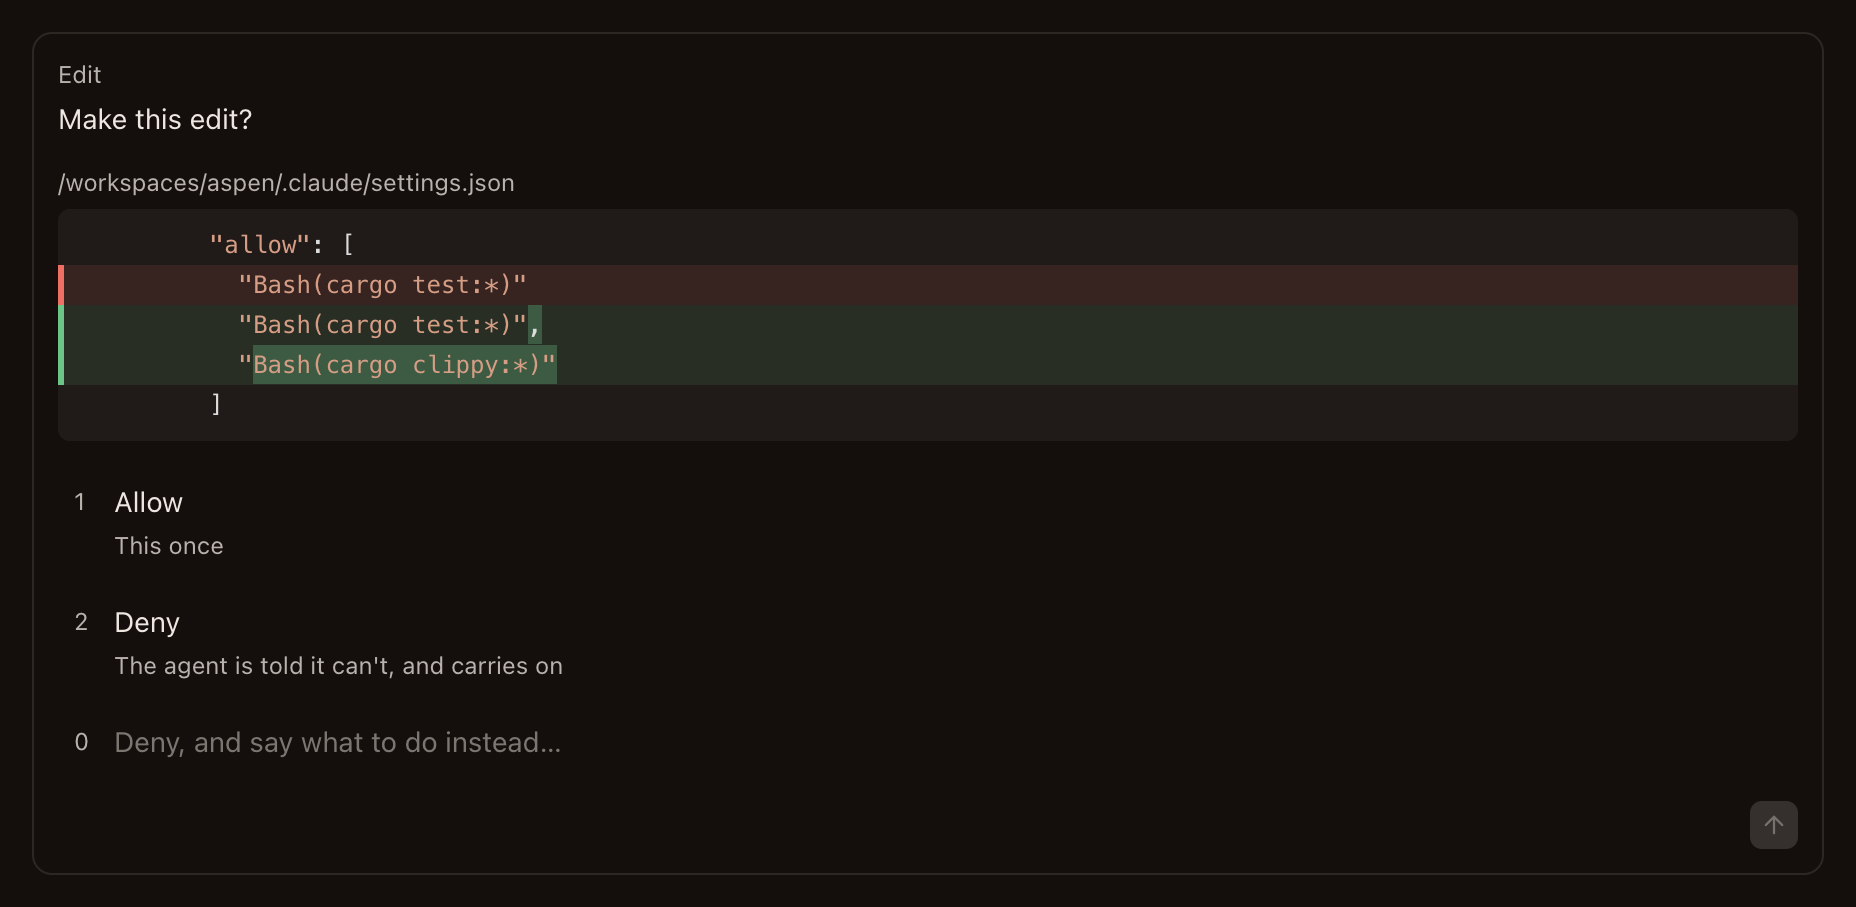 Edit
Make this edit?
/workspaces/aspen/.claude/settings.json
"allow": [
"Bash(cargo test:*)"
"Bash(cargo test:*)",
"Bash(cargo clippy:*)"
]
1 Allow
This once
2 Deny
The agent is told it can't, and carries on
0 Deny, and say what to do instead...